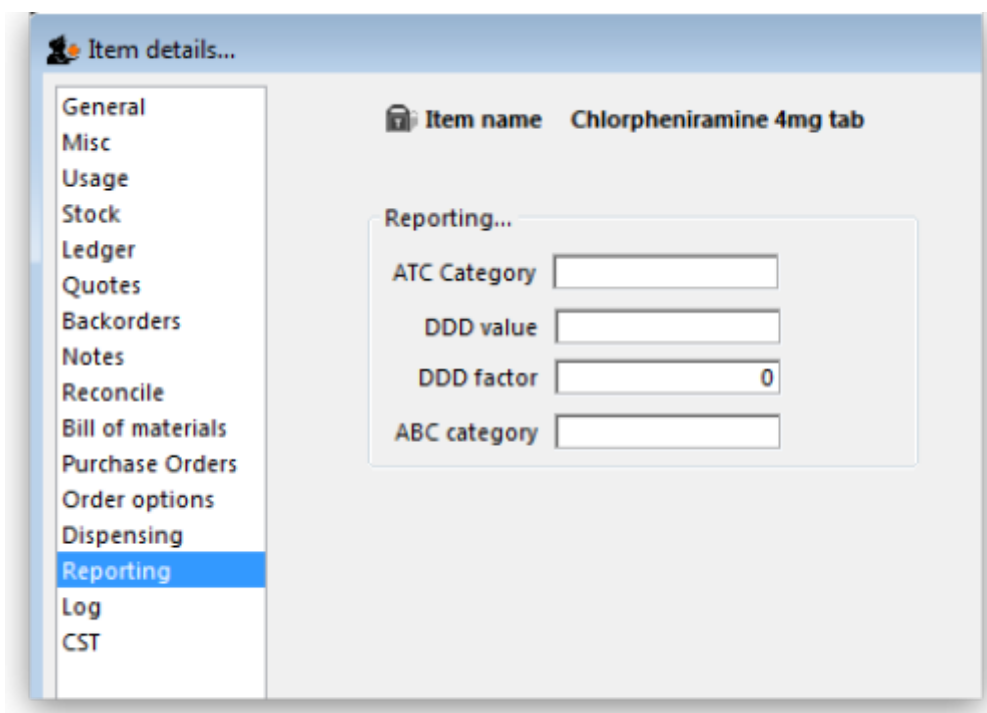 Item details...
General
Misc
Usage
Stock
Ledger
Quotes
Backorders
Notes
Reconcile
Bill of materials
Purchase Orders
Order options
Dispensing
Reporting
Log
CST
Item name Chlorpheniramine 4mg tab
Reporting...
ATC Category
DDD value
DDD factor 0
ABC category